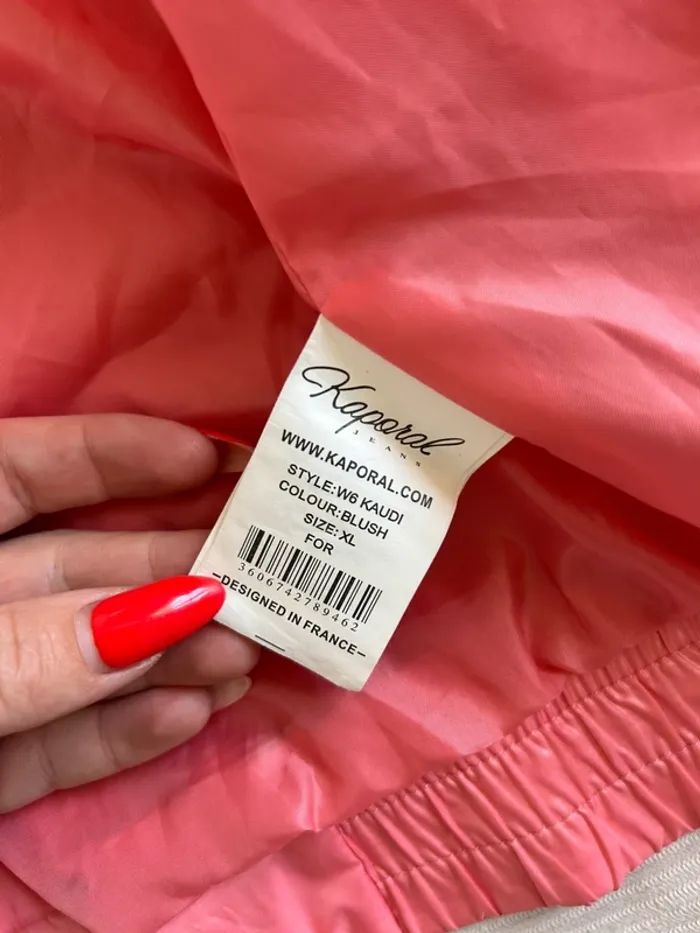 Kaporal
JEANS
WWW.KAPORAL.COM
STYLE:W6 KAUDI
COLOUR:BLUSH
SIZE:XL
FOR
3606742789462
–DESIGNED IN FRANCE–